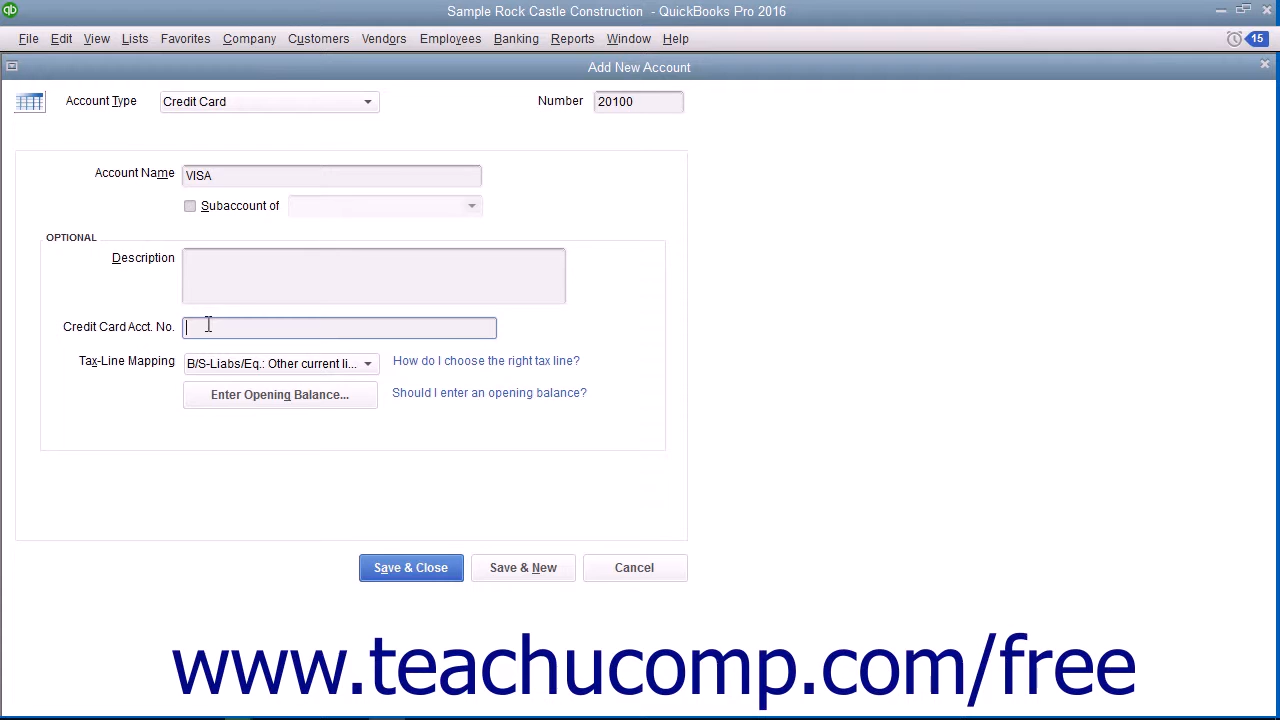 Sample Rock Castle Construction - QuickBooks Pro 2016
File Edit View Lists Favorites Company Customers Vendors Employees Banking Reports Window Help 15
Add New Account
Account Type Credit Card Number 20100
Account Name VISA
Subaccount of
OPTIONAL
Description
Credit Card Acct. No.
Tax-Line Mapping B/S-Liabs/Eq.: Other current li... How do I choose the right tax line?
Enter Opening Balance... Should I enter an opening balance?
Save & Close Save & New Cancel
www.teachucomp.com/free